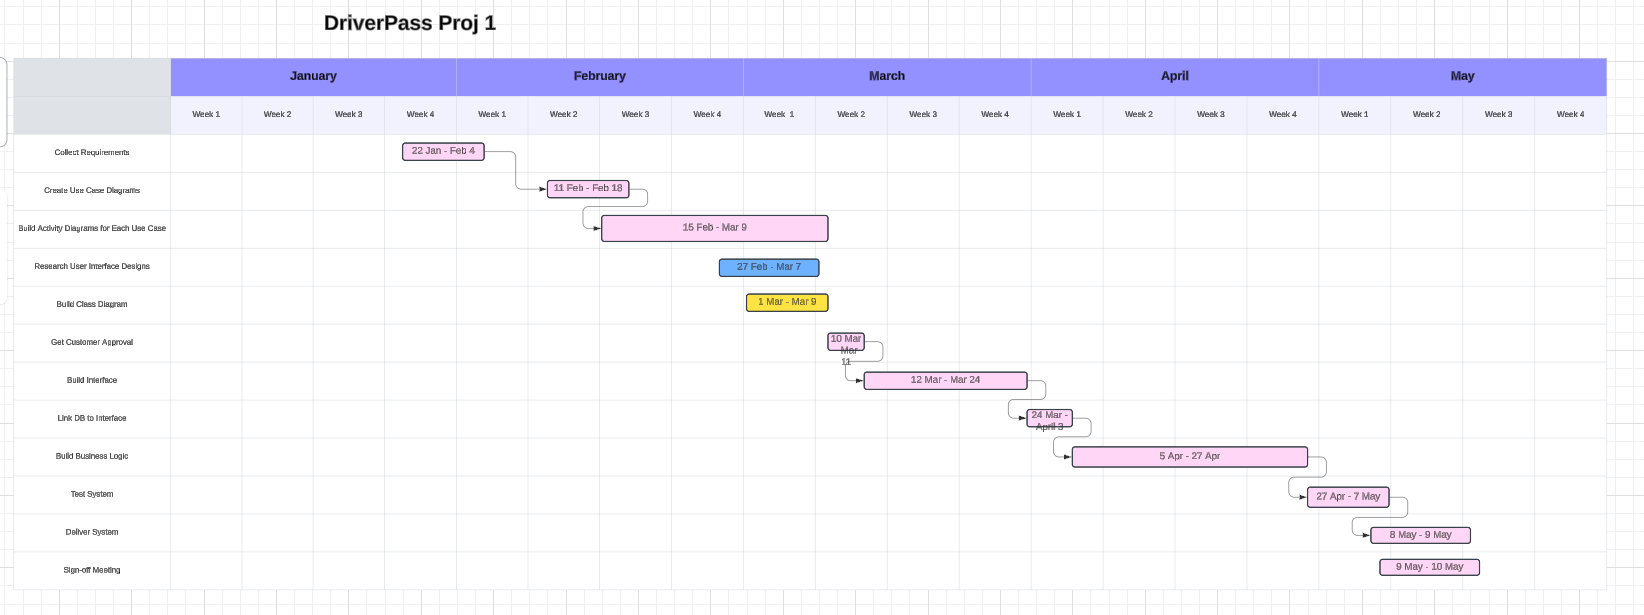 DriverPass Proj 1
January February March April May
Week 1 Week 2 Week 3 Week 4 Week 1 Week 2 Week 3 Week 4 Week 1 Week 2 Week 3 Week 4 Week 1 Week 2 Week 3 Week 4 Week 1 Week 2 Week 3 Week 4
Collect Requirements 22 Jan - Feb 4
Create Use Case Diagrams 11 Feb - Feb 18
Build Activity Diagrams for Each Use Case 15 Feb - Mar 9
Research User Interface Designs 27 Feb - Mar 7
Build Class Diagram 1 Mar - Mar 9
Get Customer Approval 10 Mar
Mar
11
Build Interface 12 Mar - Mar 24
Link DB to Interface 24 Mar -
April 3
Build Business Logic 5 Apr - 27 Apr
Test System 27 Apr - 7 May
Deliver System 8 May - 9 May
Sign-off Meeting 9 May - 10 May